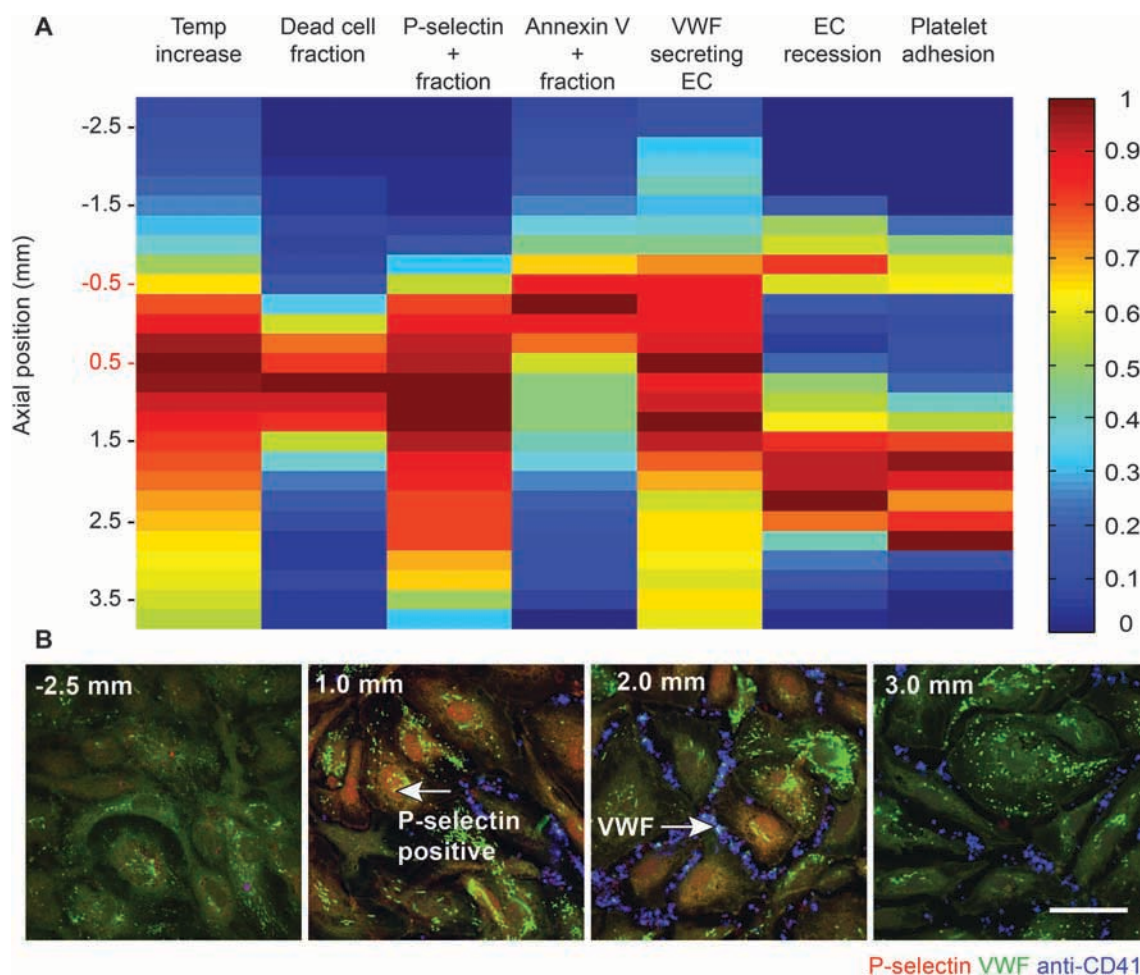 A
Temp
increase
Dead cell
fraction
P-selectin
+
fraction
Annexin V
+
fraction
VWF
secreting
EC
EC
recession
Platelet
adhesion
Axial position (mm)
-2.5 -
-1.5 -
-0.5 -
0.5 -
1.5 -
2.5 -
3.5 -
1
0.9
0.8
0.7
0.6
0.5
0.4
0.3
0.2
0.1
0
B
-2.5 mm
1.0 mm
P-selectin
positive
2.0 mm
VWF
3.0 mm
P-selectin VWF anti-CD41